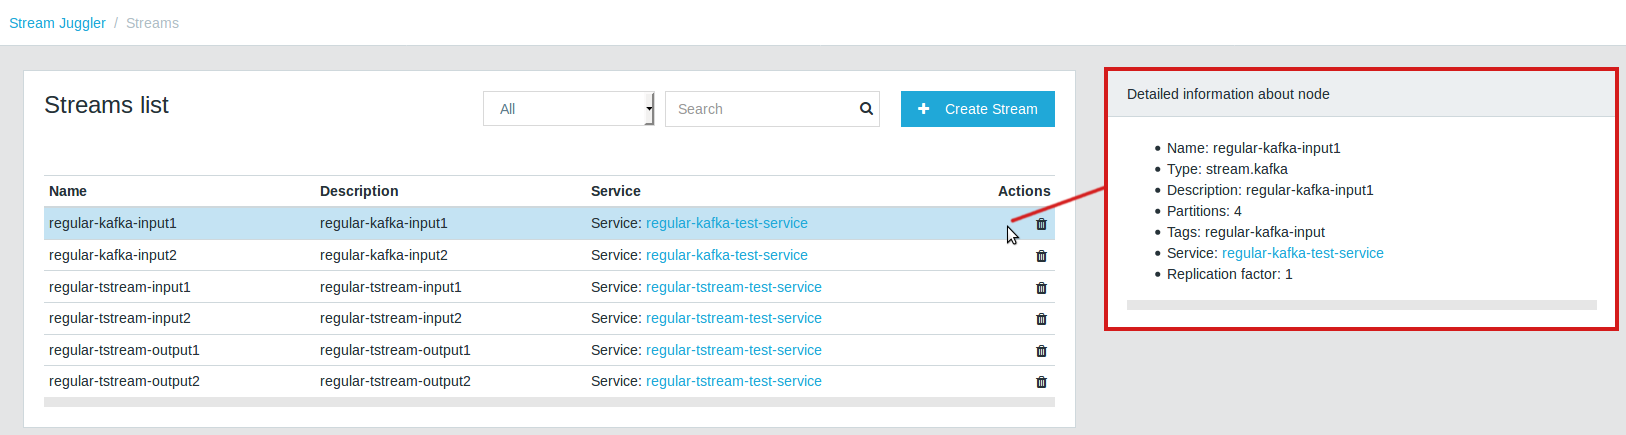 Stream Juggler / Streams
Streams list
All
Search
+ Create Stream
Name Description Service Actions
regular-kafka-input1 regular-kafka-input1 Service: regular-kafka-test-service
regular-kafka-input2 regular-kafka-input2 Service: regular-kafka-test-service
regular-tstream-input1 regular-tstream-input1 Service: regular-tstream-test-service
regular-tstream-input2 regular-tstream-input2 Service: regular-tstream-test-service
regular-tstream-output1 regular-tstream-output1 Service: regular-tstream-test-service
regular-tstream-output2 regular-tstream-output2 Service: regular-tstream-test-service
Detailed information about node
• Name: regular-kafka-input1
• Type: stream.kafka
• Description: regular-kafka-input1
• Partitions: 4
• Tags: regular-kafka-input
• Service: regular-kafka-test-service
• Replication factor: 1